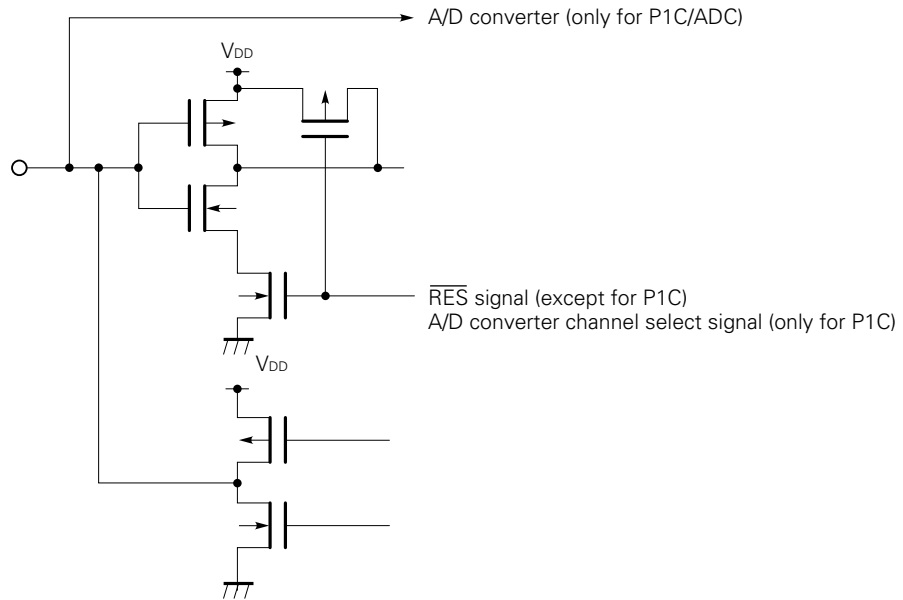 A/D converter (only for P1C/ADC)
VDD
RES signal (except for P1C)
A/D converter channel select signal (only for P1C)
VDD